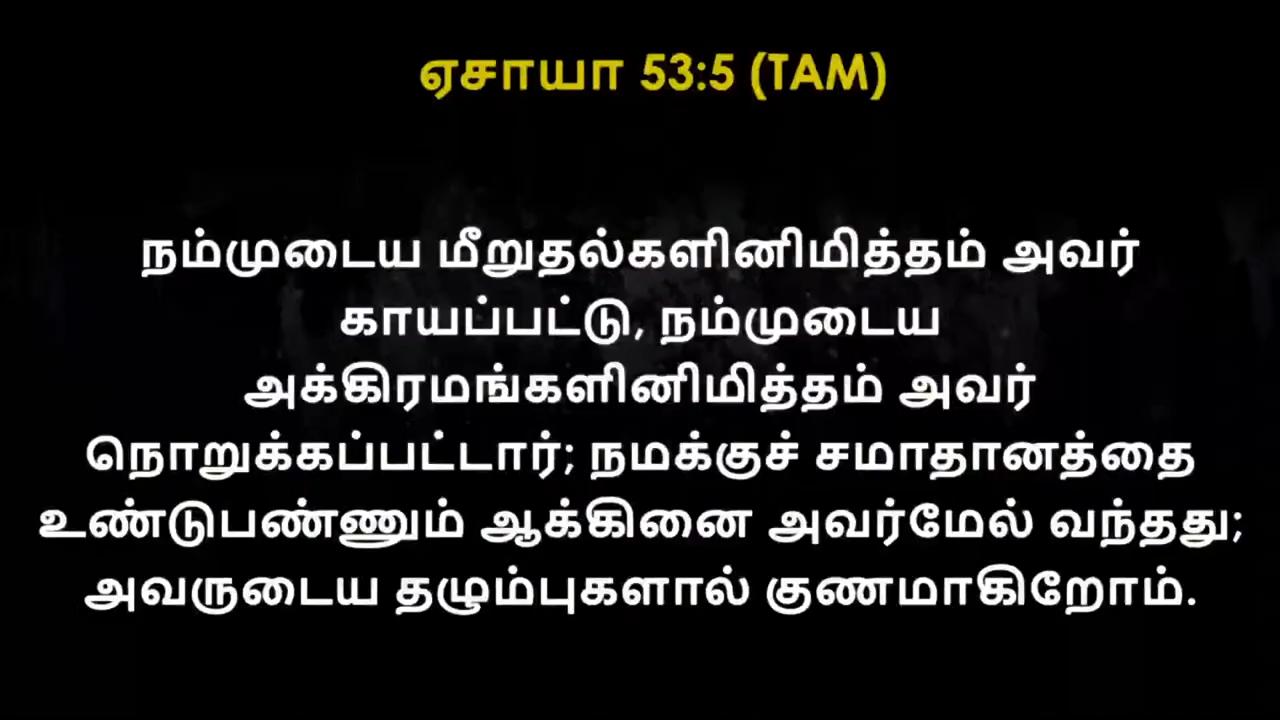 ஏசாயா 53:5 (TAM)
நம்முடைய மீறுதல்களினிமித்தம் அவர்
காயப்பட்டு, நம்முடைய
அக்கிரமங்களினிமித்தம் அவர்
நொறுக்கப்பட்டார்; நமக்குச் சமாதானத்தை
உண்டுபண்ணும் ஆக்கினை அவர்மேல் வந்தது;
அவருடைய தழும்புகளால் குணமாகிறோம்.